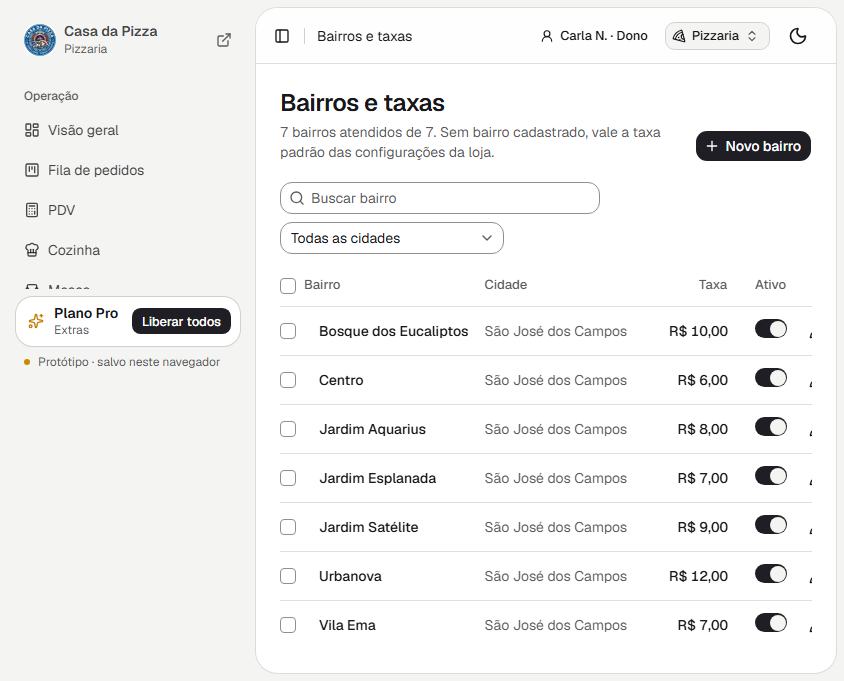 Casa da Pizza
Pizzaria
Operação
Visão geral
Fila de pedidos
PDV
Cozinha
Plano Pro
Extras
Liberar todos
Protótipo · salvo neste navegador
Bairros e taxas
Carla N. · Dono
Pizzaria
Bairros e taxas
7 bairros atendidos de 7. Sem bairro cadastrado, vale a taxa
padrão das configurações da loja.
+ Novo bairro
Buscar bairro
Todas as cidades
Bairro Cidade Taxa Ativo
Bosque dos Eucaliptos São José dos Campos R$ 10,00
Centro São José dos Campos R$ 6,00
Jardim Aquarius São José dos Campos R$ 8,00
Jardim Esplanada São José dos Campos R$ 7,00
Jardim Satélite São José dos Campos R$ 9,00
Urbanova São José dos Campos R$ 12,00
Vila Ema São José dos Campos R$ 7,00